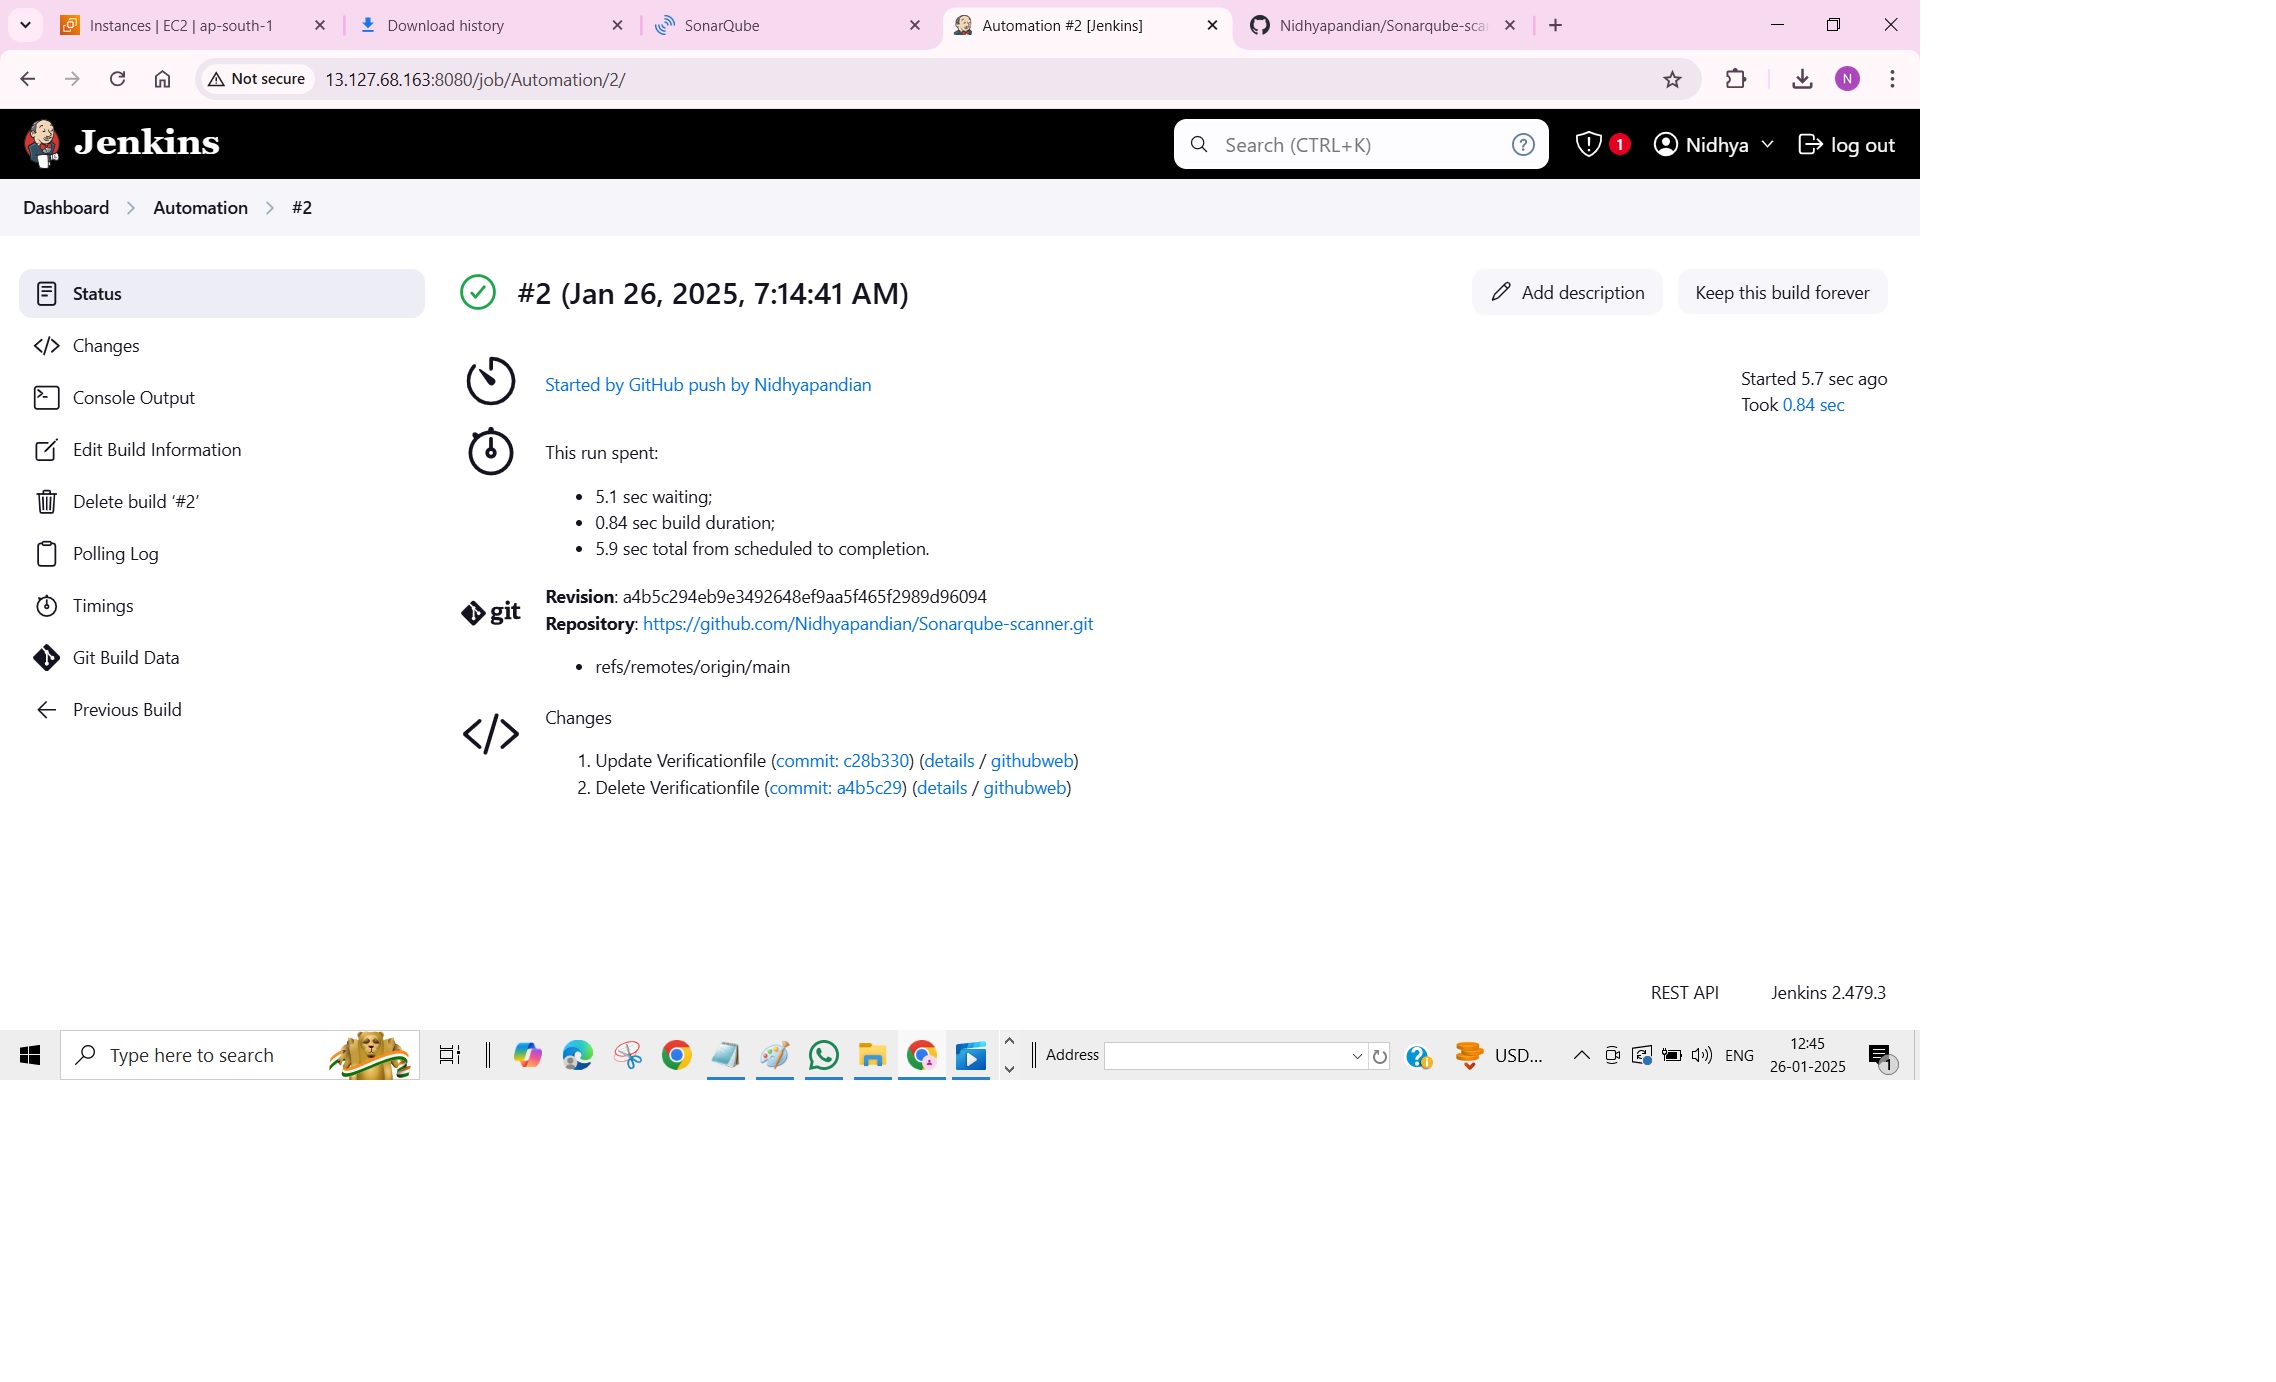 Instances | EC2 | ap-south-1
Download history
SonarQube
Automation #2 [Jenkins]
Nidhyapandian/Sonarqube-sca
Not secure
13.127.68.163:8080/job/Automation/2/
N
Jenkins
Search (CTRL+K)
?
1
Nidhya
log out
Dashboard
Automation
#2
Status
Changes
Console Output
Edit Build Information
Delete build ‘#2’
Polling Log
Timings
Git Build Data
Previous Build
#2 (Jan 26, 2025, 7:14:41 AM)
Add description
Keep this build forever
Started by GitHub push by Nidhyapandian
Started 5.7 sec ago
Took 0.84 sec
This run spent:
• 5.1 sec waiting;
• 0.84 sec build duration;
• 5.9 sec total from scheduled to completion.
git
Revision: a4b5c294eb9e3492648ef9aa5f465f2989d96094
Repository: https://github.com/Nidhyapandian/Sonarqube-scanner.git
• refs/remotes/origin/main
Changes
1. Update Verificationfile (commit: c28b330) (details / githubweb)
2. Delete Verificationfile (commit: a4b5c29) (details / githubweb)
REST API
Jenkins 2.479.3
Type here to search
Address
USD...
ENG
12:45
26-01-2025
1